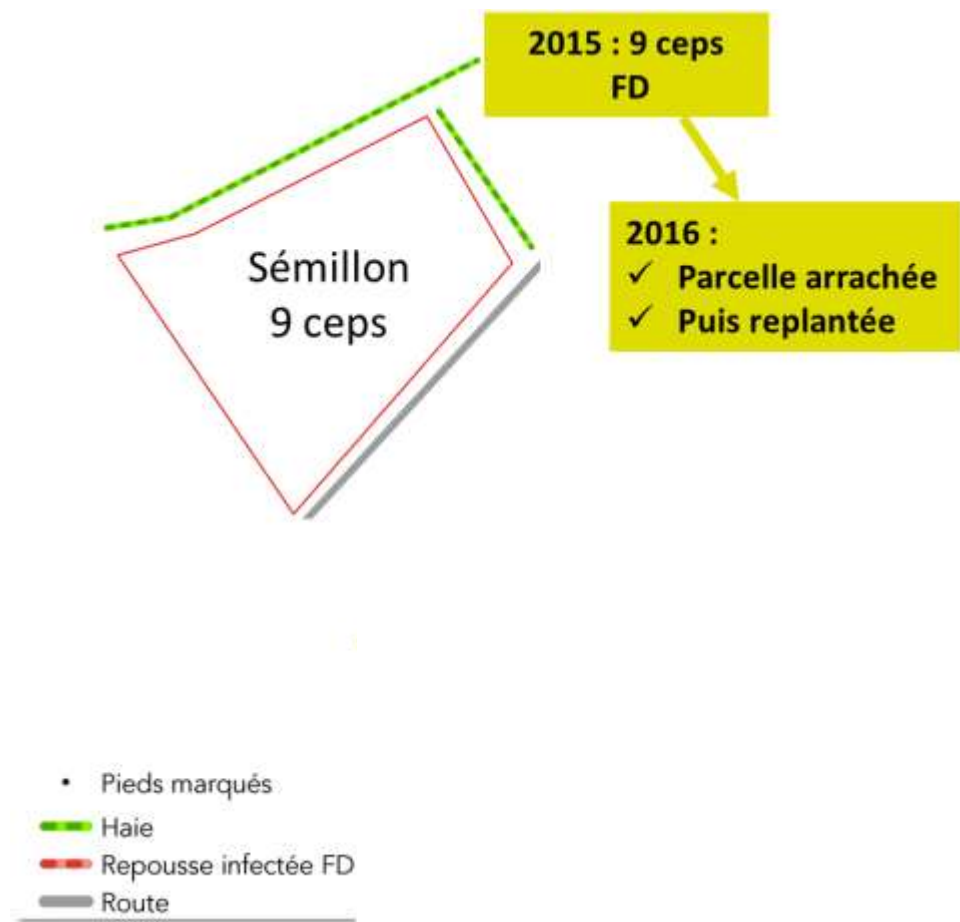 2015 : 9 ceps
FD
2016 :
✓ Parcelle arrachée
✓ Puis replantée
Sémillon
9 ceps
• Pieds marqués
Haie
Repousse infectée FD
Route